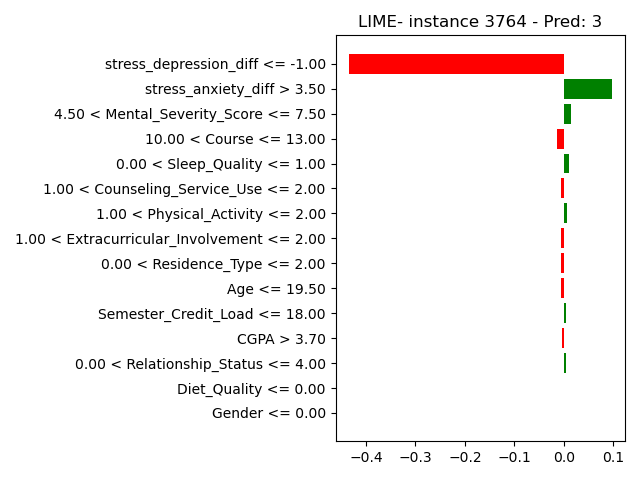 LIME- instance 3764 - Pred: 3
stress_depression_diff <= -1.00
stress_anxiety_diff > 3.50
4.50 < Mental_Severity_Score <= 7.50
10.00 < Course <= 13.00
0.00 < Sleep_Quality <= 1.00
1.00 < Counseling_Service_Use <= 2.00
1.00 < Physical_Activity <= 2.00
1.00 < Extracurricular_Involvement <= 2.00
0.00 < Residence_Type <= 2.00
Age <= 19.50
Semester_Credit_Load <= 18.00
CGPA > 3.70
0.00 < Relationship_Status <= 4.00
Diet_Quality <= 0.00
Gender <= 0.00
−0.4 −0.3 −0.2 −0.1 0.0 0.1